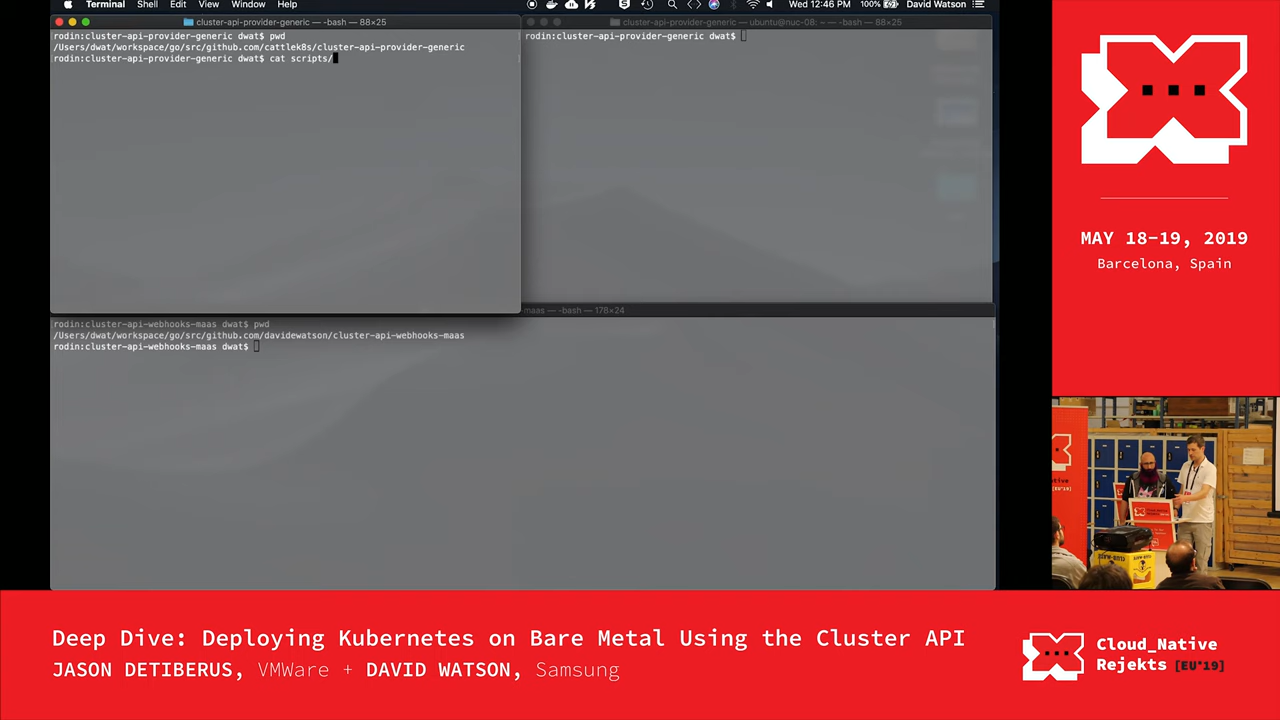 Terminal Shell Edit View Window Help
Wed 12:46 PM David Watson
100%
cluster-api-provider-generic — -bash — 88×25
rodin:cluster-api-provider-generic dwat$ pwd
/Users/dwat/workspace/go/src/github.com/cattlek8s/cluster-api-provider-generic
rodin:cluster-api-provider-generic dwat$ cat scripts/
cluster-api-provider-generic — ubuntu@nuc-08: ~ — -bash — 88×25
rodin:cluster-api-provider-generic dwat$
maas — -bash — 178×24
rodin:cluster-api-webhooks-maas dwat$ pwd
/Users/dwat/workspace/go/src/github.com/davidewatson/cluster-api-webhooks-maas
rodin:cluster-api-webhooks-maas dwat$
MAY 18-19, 2019
Barcelona, Spain
Deep Dive: Deploying Kubernetes on Bare Metal Using the Cluster API
JASON DETIBERUS, VMWare + DAVID WATSON, Samsung
Cloud_Native
Rejekts [EU'19]